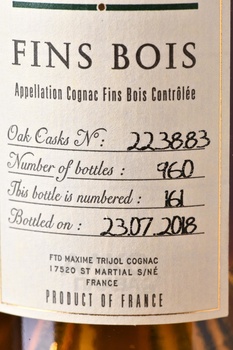 FINS BOIS
Appellation Cognac Fins Bois Contrôlée
Oak Casks N°: 223883
Number of bottles : 960
This bottle is numbered : 161
Bottled on : 23.07.2018
FTD MAXIME TRIJOL COGNAC
17520 ST MARTIAL S/NÉ
FRANCE
PRODUCT OF FRANCE